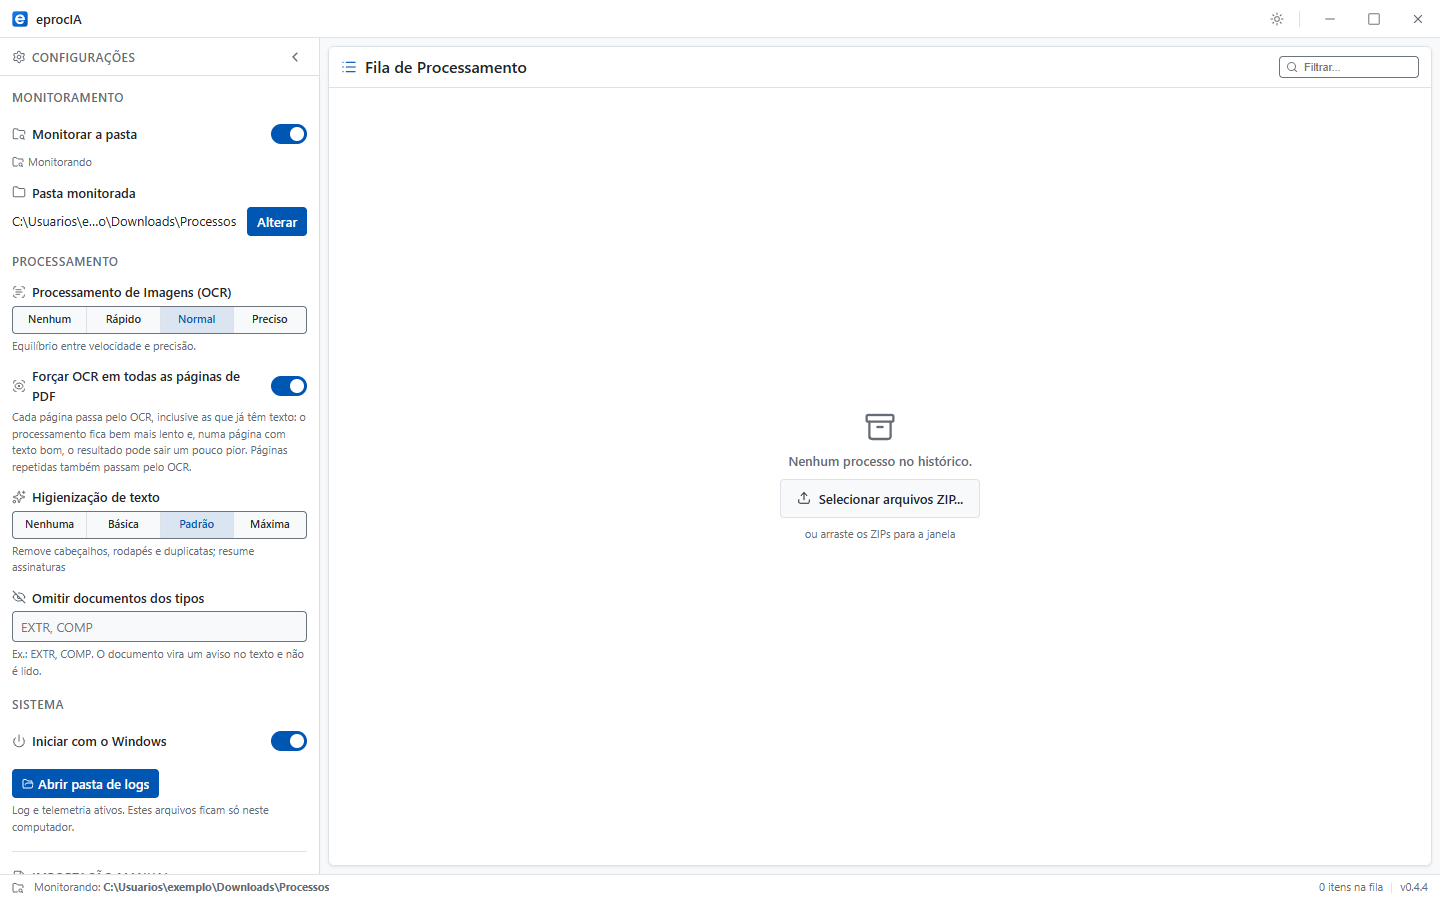 eprocIA
CONFIGURAÇÕES
MONITORAMENTO
Monitorar a pasta
Monitorando
Pasta monitorada
C:\Usuarios\e...o\Downloads\Processos
Alterar
PROCESSAMENTO
Processamento de Imagens (OCR)
Nenhum Rápido Normal Preciso
Equilíbrio entre velocidade e precisão.
Forçar OCR em todas as páginas de
PDF
Cada página passa pelo OCR, inclusive as que já têm texto: o
processamento fica bem mais lento e, numa página com
texto bom, o resultado pode sair um pouco pior. Páginas
repetidas também passam pelo OCR.
Higienização de texto
Nenhuma Básica Padrão Máxima
Remove cabeçalhos, rodapés e duplicatas; resume
assinaturas
Omitir documentos dos tipos
EXTR, COMP
Ex.: EXTR, COMP. O documento vira um aviso no texto e não
é lido.
SISTEMA
Iniciar com o Windows
Abrir pasta de logs
Log e telemetria ativos. Estes arquivos ficam só neste
computador.
Fila de Processamento
Filtrar...
Nenhum processo no histórico.
Selecionar arquivos ZIP...
ou arraste os ZIPs para a janela
Monitorando: C:\Usuarios\exemplo\Downloads\Processos
0 itens na fila
v0.4.4